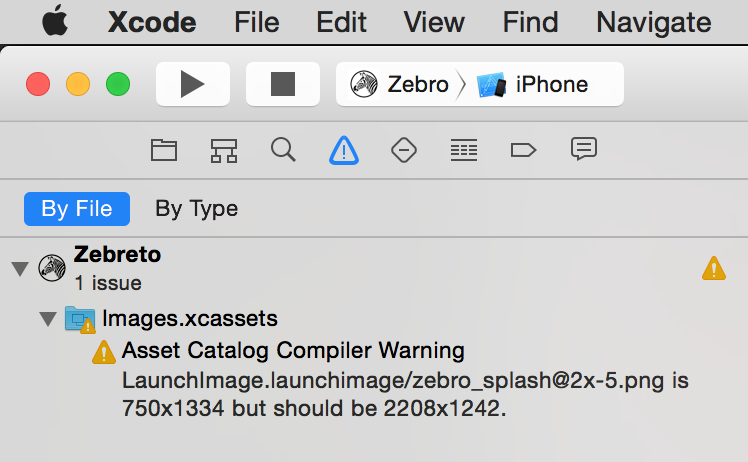 Xcode File Edit View Find Navigate
Zebro iPhone
By File By Type
Zebreto
1 issue
Images.xcassets
Asset Catalog Compiler Warning
LaunchImage.launchimage/zebro_splash@2x-5.png is
750x1334 but should be 2208x1242.